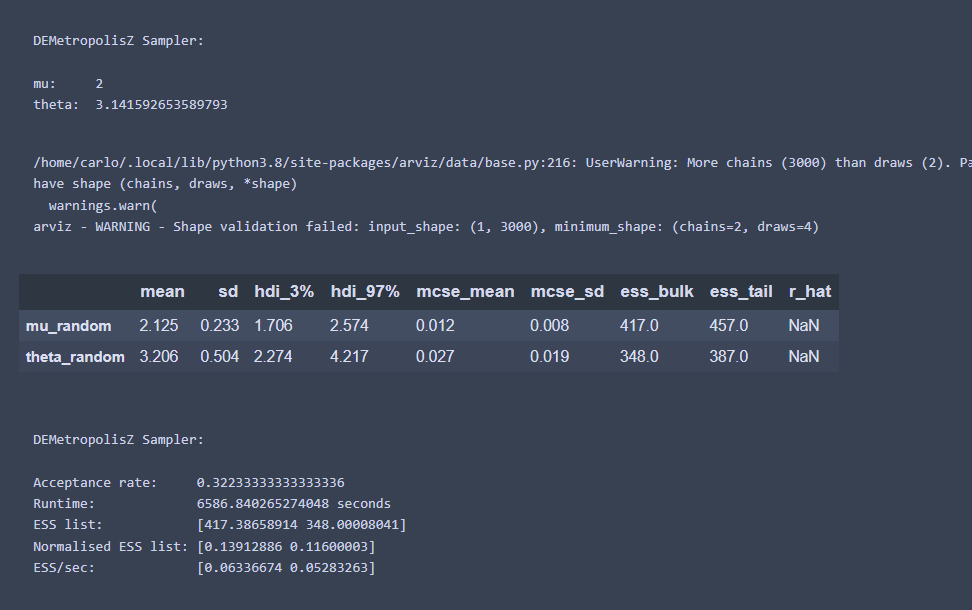 DEMetropolisZ Sampler:
mu: 2
theta: 3.141592653589793
/home/carlo/.local/lib/python3.8/site-packages/arviz/data/base.py:216: UserWarning: More chains (3000) than draws (2). Pa
have shape (chains, draws, *shape)
warnings.warn(
arviz - WARNING - Shape validation failed: input_shape: (1, 3000), minimum_shape: (chains=2, draws=4)
mean sd hdi_3% hdi_97% mcse_mean mcse_sd ess_bulk ess_tail r_hat
mu_random 2.125 0.233 1.706 2.574 0.012 0.008 417.0 457.0 NaN
theta_random 3.206 0.504 2.274 4.217 0.027 0.019 348.0 387.0 NaN
DEMetropolisZ Sampler:
Acceptance rate: 0.32233333333333336
Runtime: 6586.840265274048 seconds
ESS list: [417.38658914 348.00008041]
Normalised ESS list: [0.13912886 0.11600003]
ESS/sec: [0.06336674 0.05283263]